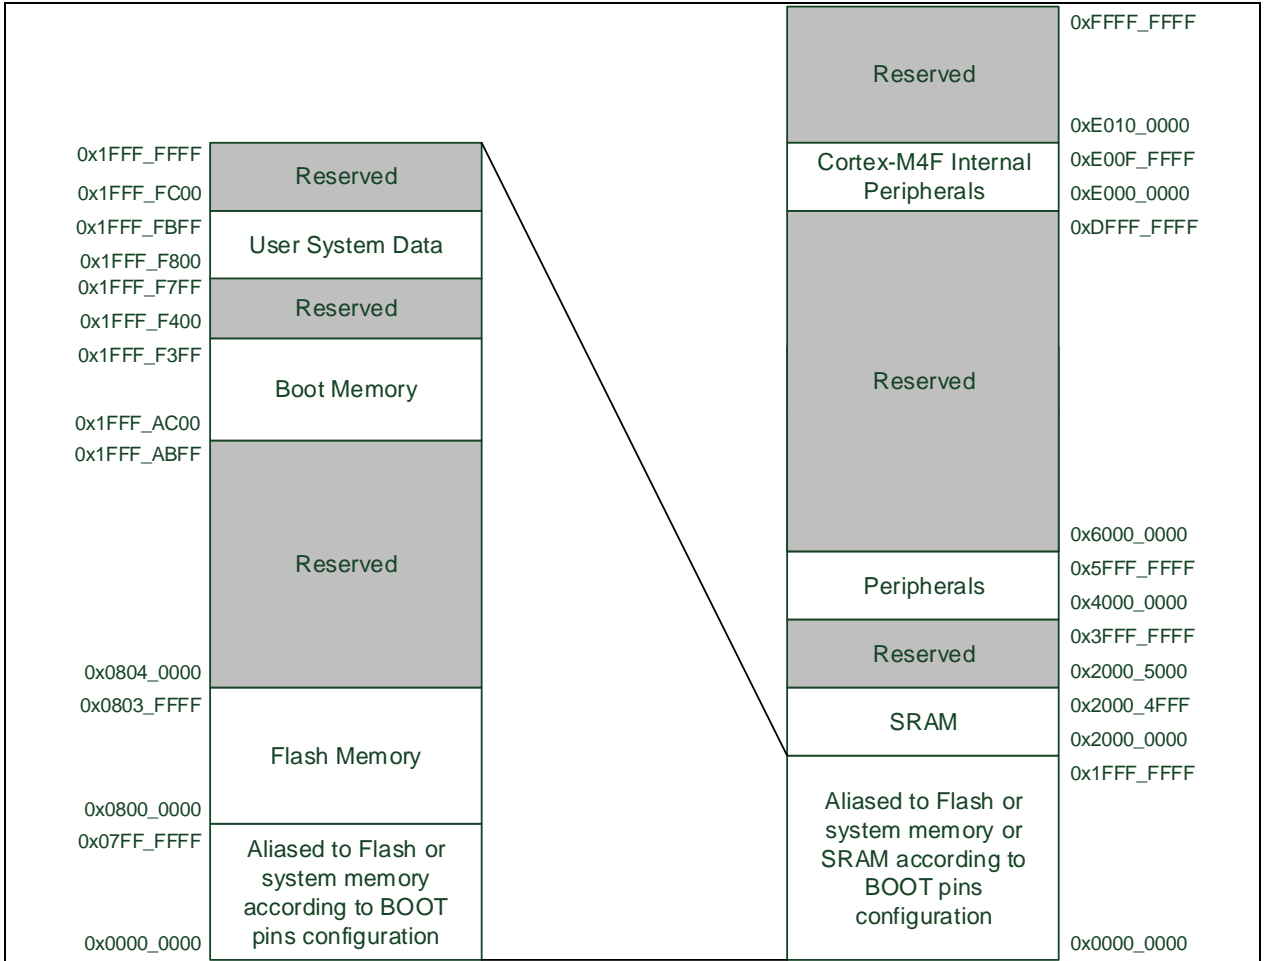 0xFFFF_FFFF
Reserved
0xE010_0000
0x1FFF_FFFF
Reserved
0x1FFF_FC00
Cortex-M4F Internal
Peripherals
0xE00F_FFFF
0xE000_0000
0x1FFF_FBFF
User System Data
0x1FFF_F800
0xDFFF_FFFF
0x1FFF_F7FF
Reserved
0x1FFF_F400
0x1FFF_F3FF
Boot Memory
0x1FFF_AC00
Reserved
0x1FFF_ABFF
Reserved
0x0804_0000
0x6000_0000
0x5FFF_FFFF
Peripherals
0x4000_0000
0x3FFF_FFFF
Reserved
0x2000_5000
0x0803_FFFF
Flash Memory
0x0800_0000
0x2000_4FFF
SRAM
0x2000_0000
0x07FF_FFFF
Aliased to Flash or
system memory
according to BOOT
pins configuration
0x0000_0000
0x1FFF_FFFF
Aliased to Flash or
system memory or
SRAM according to
BOOT pins
configuration
0x0000_0000